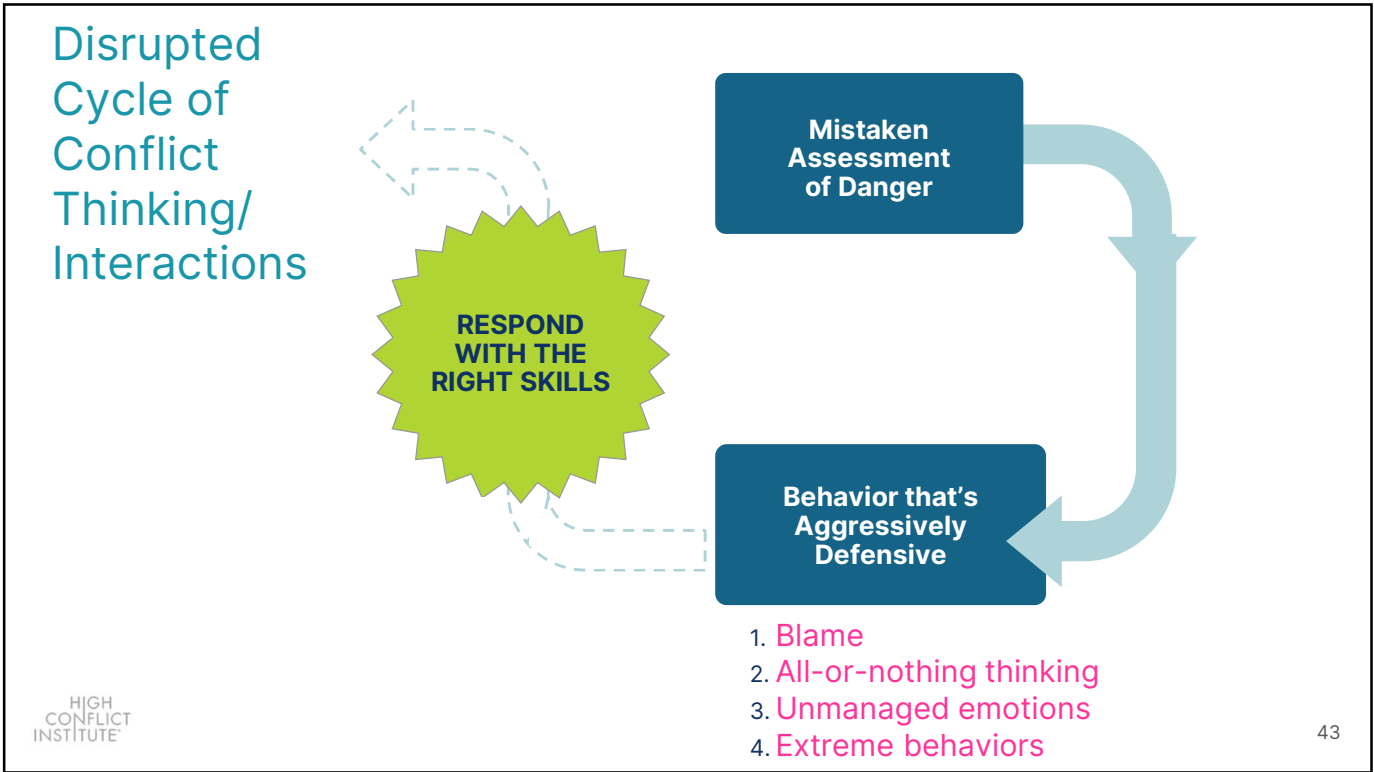 Disrupted
Cycle of
Conflict
Thinking/
Interactions
Mistaken
Assessment
of Danger
RESPOND
WITH THE
RIGHT SKILLS
Behavior that’s
Aggressively
Defensive
1. Blame
2. All-or-nothing thinking
3. Unmanaged emotions
4. Extreme behaviors
HIGH
CONFLICT
INSTITUTE
43